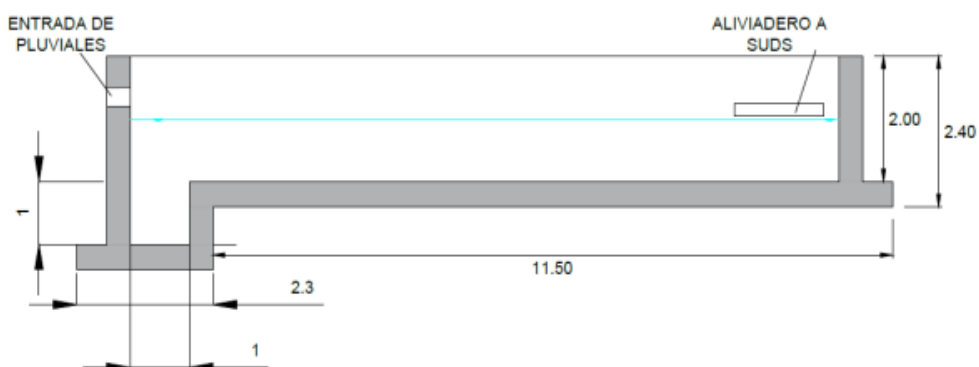 ENTRADA DE
PLUVIALES
ALIVIADERO A
SUDS
2.00
2.40
1
11.50
2.3
1